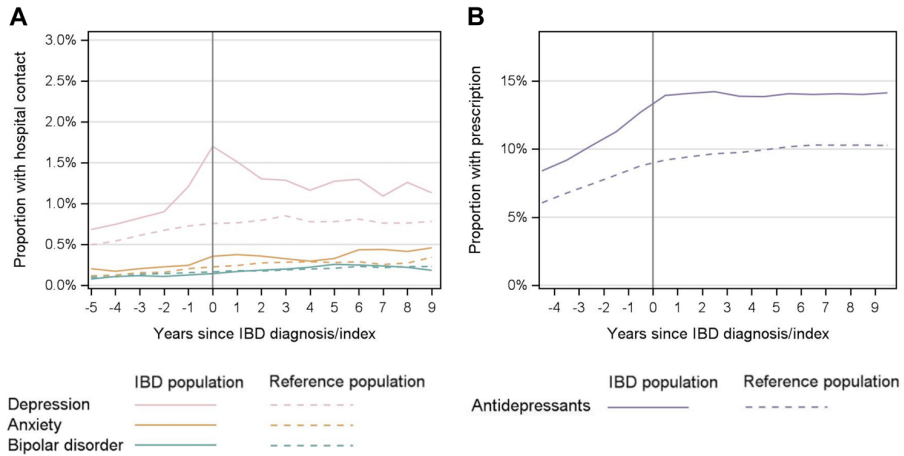 A
Proportion with hospital contact
3.0%
2.5%
2.0%
1.5%
1.0%
0.5%
0.0%
-5 -4 -3 -2 -1 0 1 2 3 4 5 6 7 8 9
Years since IBD diagnosis/index
B
Proportion with prescription
15%
10%
5%
0%
-4 -3 -2 -1 0 1 2 3 4 5 6 7 8 9
Years since IBD diagnosis/index
IBD population Reference population
Depression
Anxiety
Bipolar disorder
IBD population Reference population
Antidepressants